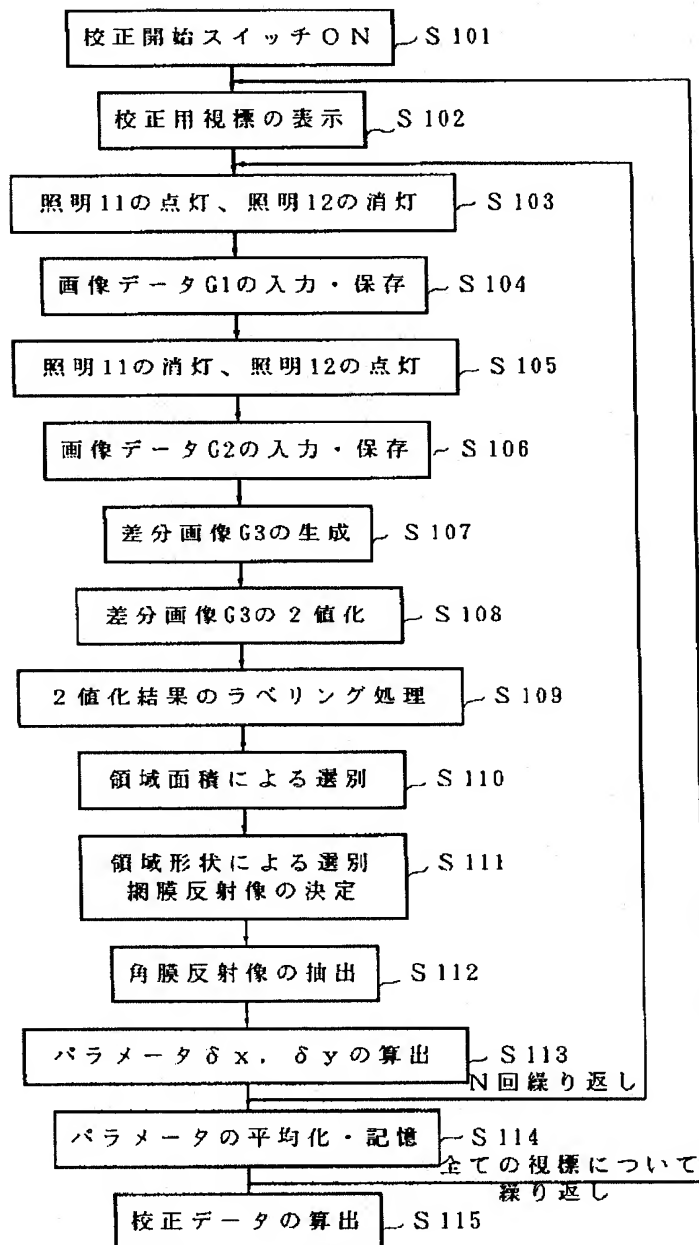 校正開始スイッチON S101
校正用視標の表示 S102
照明11の点灯、照明12の消灯 S103
画像データG1の入力・保存 S104
照明11の消灯、照明12の点灯 S105
画像データG2の入力・保存 S106
差分画像G3の生成 S107
差分画像G3の2値化 S108
2値化結果のラベリング処理 S109
領域面積による選別 S110
領域形状による選別
網膜反射像の決定 S111
角膜反射像の抽出 S112
パラメータδx,δyの算出 S113
N回繰り返し
パラメータの平均化・記憶 S114
全ての視標について
繰り返し
校正データの算出 S115